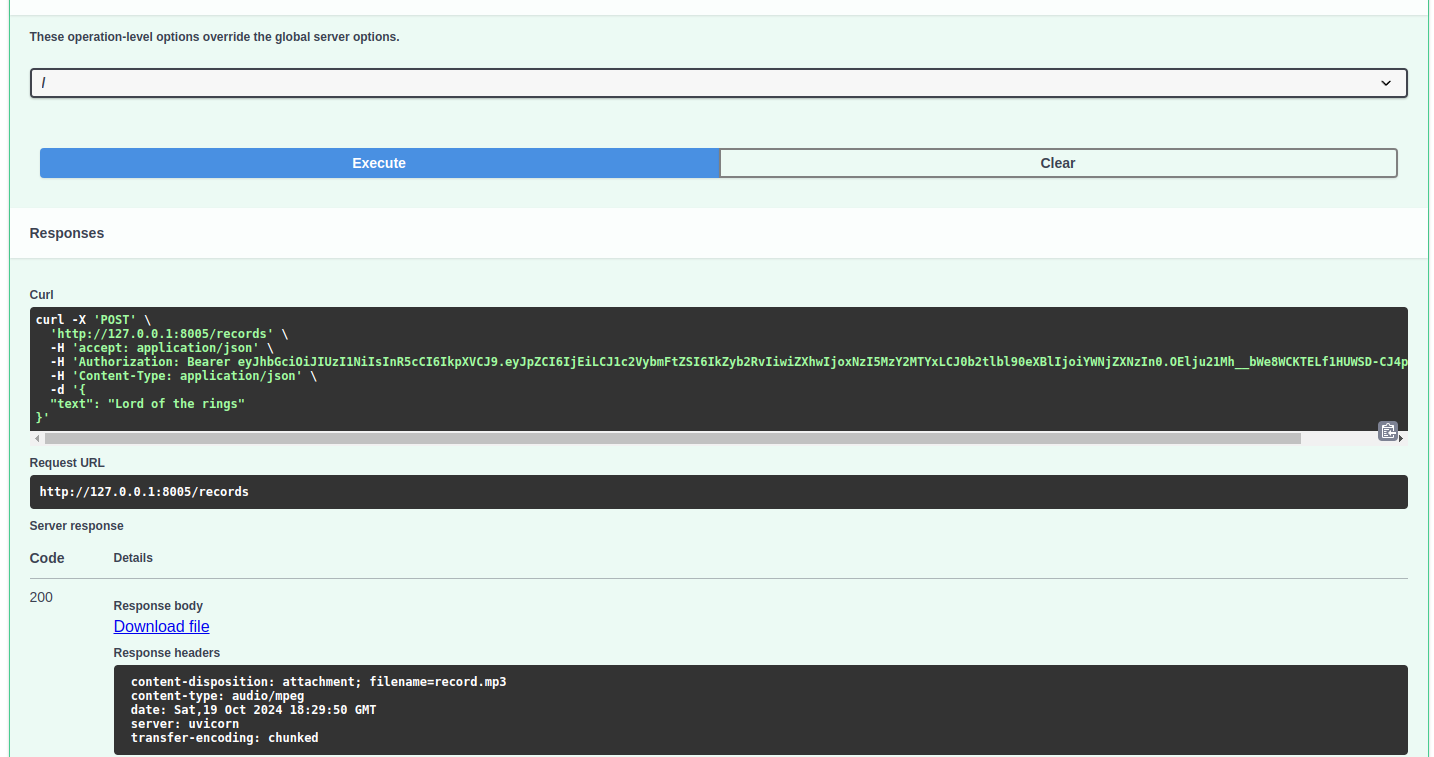 These operation-level options override the global server options.
/
Execute
Clear
Responses
Curl
curl -X 'POST' \
'http://127.0.0.1:8005/records' \
-H 'accept: application/json' \
-H 'Authorization: Bearer eyJhbGciOiJIUzI1NiIsInR5cCI6IkpXVCJ9.eyJpZCI6IjEiLCJ1c2VybmFtZSI6IkZyb2RvIiwiZXhwIjoxNzI5MzY2MTYxLCJ0b2tlbl90eXBlIjoiYWNjZXNzIn0.OElju21Mh__bWe8WCKTELf1HUWSD-CJ4p
-H 'Content-Type: application/json' \
-d '{
"text": "Lord of the rings"
}'
Request URL
http://127.0.0.1:8005/records
Server response
Code
Details
200
Response body
Download file
Response headers
content-disposition: attachment; filename=record.mp3
content-type: audio/mpeg
date: Sat,19 Oct 2024 18:29:50 GMT
server: uvicorn
transfer-encoding: chunked